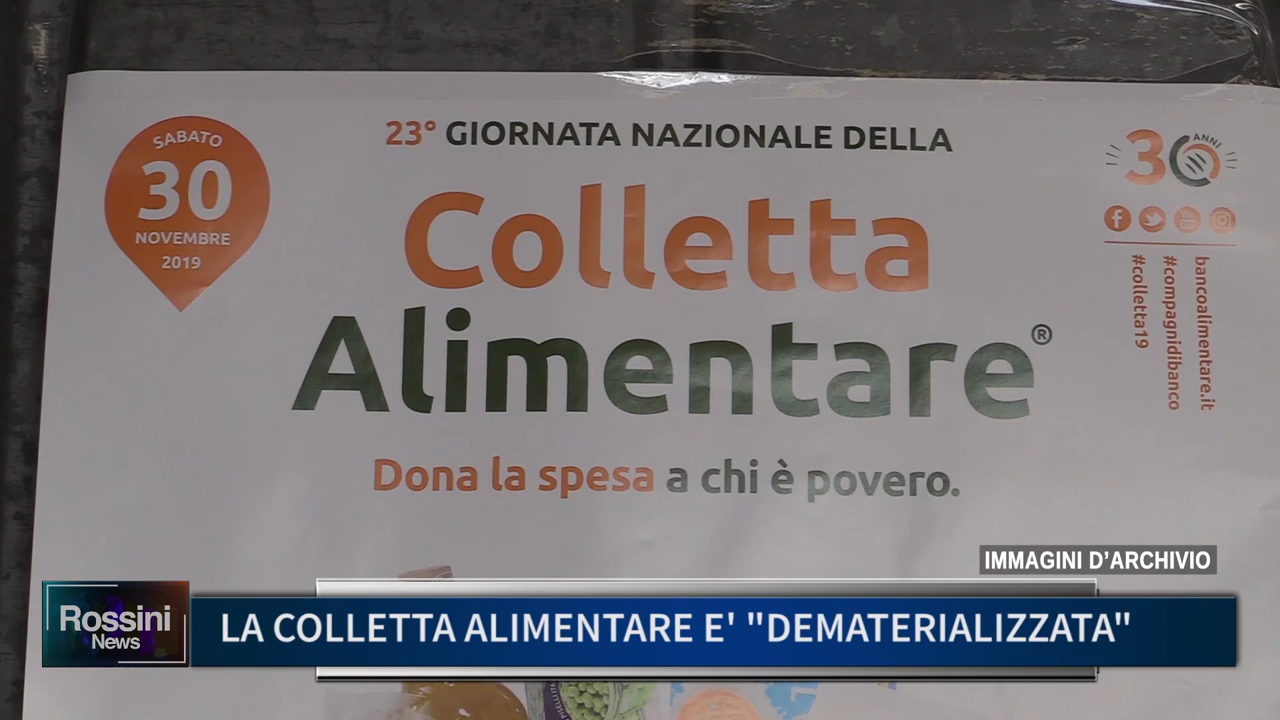 SABATO
30
NOVEMBRE
2019
23° GIORNATA NAZIONALE DELLA
Colletta
Alimentare®
Dona la spesa a chi è povero.
30 ANNI
bancoalimentare.it
#compagnidibanco
#colletta19
IMMAGINI D'ARCHIVIO
Rossini
News
LA COLLETTA ALIMENTARE E' "DEMATERIALIZZATA"